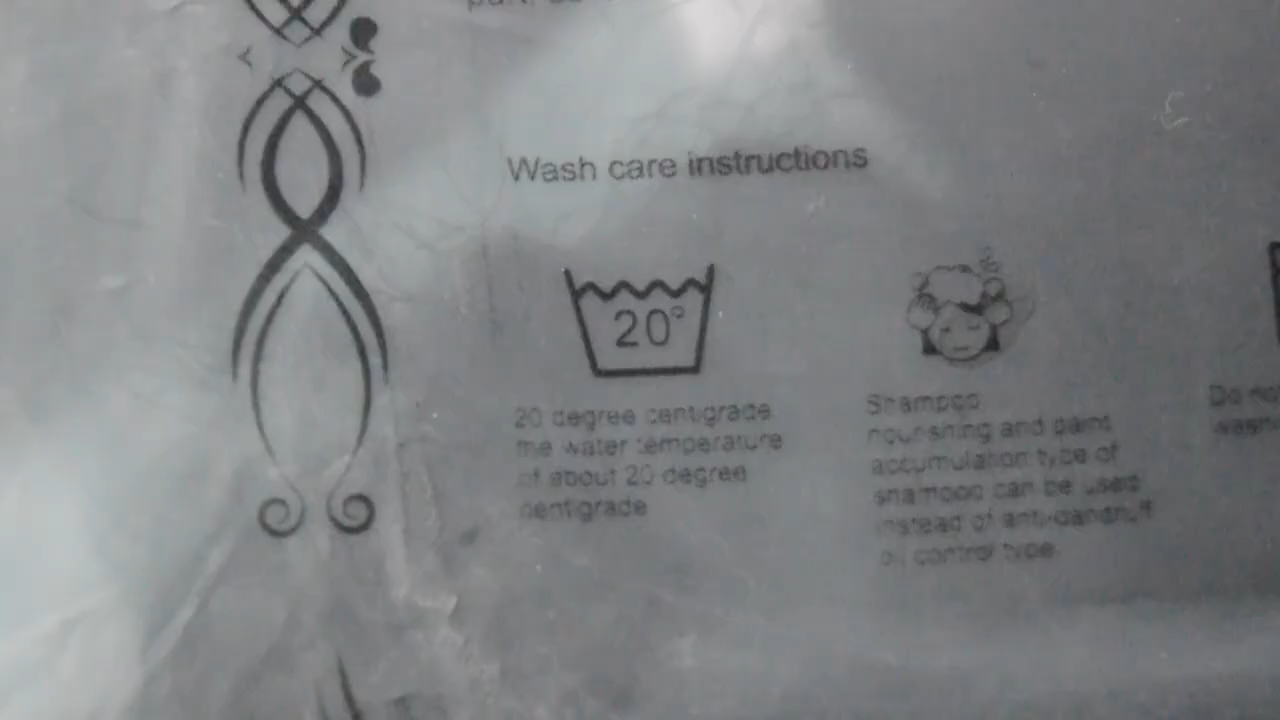 Wash care instructions
20°
20 degree centigrade
the water temperature
of about 20 degree
centigrade
Shampoo
nourishing and paint
accumulation type of
shampoo can be used
instead of anti-dandruff
oil control type
Do